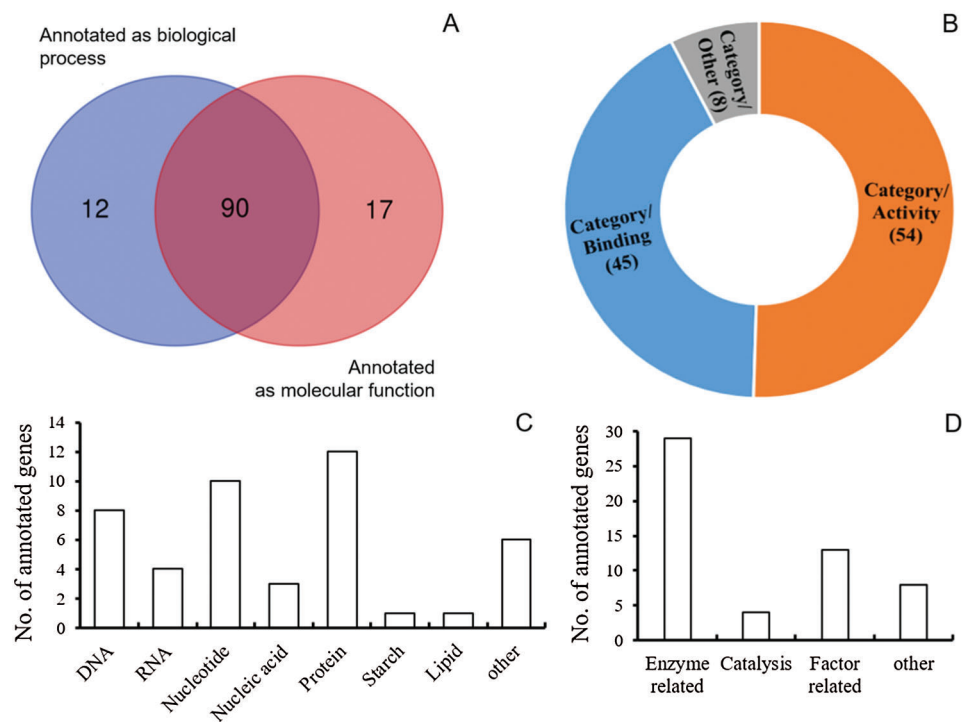 A
Annotated as biological
process
12
90
17
Annotated
as molecular function
B
Category/
Other (8)
Category/
Activity
(54)
Category/
Binding
(45)
C
No. of annotated genes
14
12
10
8
6
4
2
0
DNA
RNA
Nucleotide
Nucleic acid
Protein
Starch
Lipid
other
D
No. of annotated genes
30
25
20
15
10
5
0
Enzyme
related
Catalysis
Factor
related
other